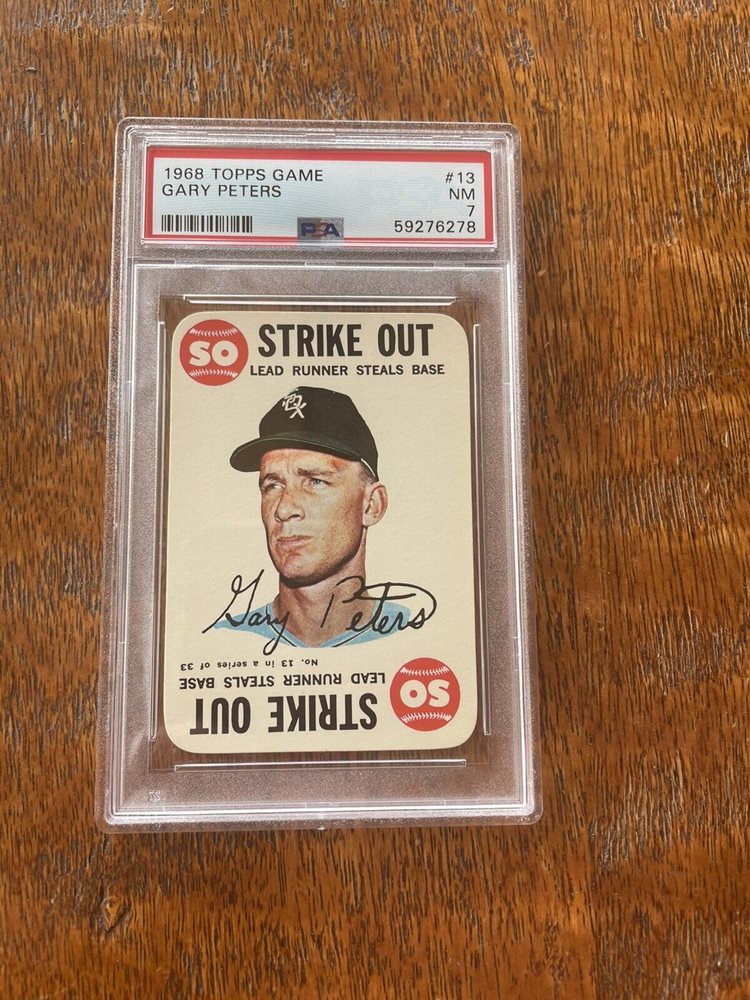 1968 TOPPS GAME #13
GARY PETERS NM
7
PSA 59276278
SO STRIKE OUT
LEAD RUNNER STEALS BASE
SOX
Gary Peters
No. 13 in a series of 33
LEAD RUNNER STEALS BASE
SO STRIKE OUT